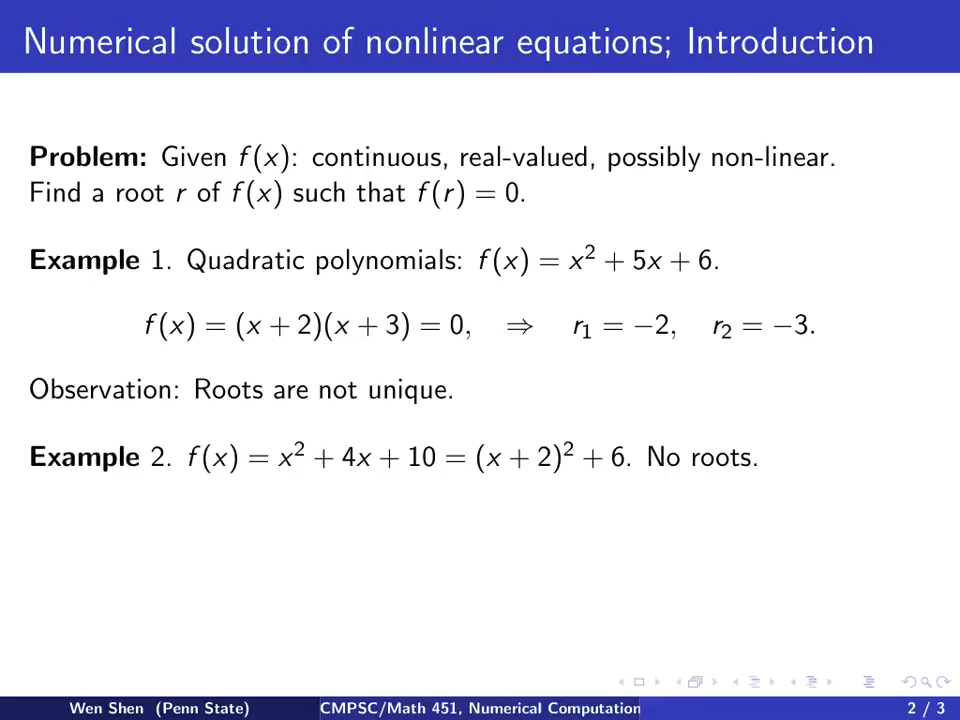 Numerical solution of nonlinear equations; Introduction
Problem: Given f(x): continuous, real-valued, possibly non-linear.
Find a root r of f(x) such that f(r) = 0.
Example 1. Quadratic polynomials: f(x) = x² + 5x + 6.
f(x) = (x + 2)(x + 3) = 0, ⇒ r₁ = −2, r₂ = −3.
Observation: Roots are not unique.
Example 2. f(x) = x² + 4x + 10 = (x + 2)² + 6. No roots.
Wen Shen (Penn State) CMPSC/Math 451, Numerical Computation 2 / 3